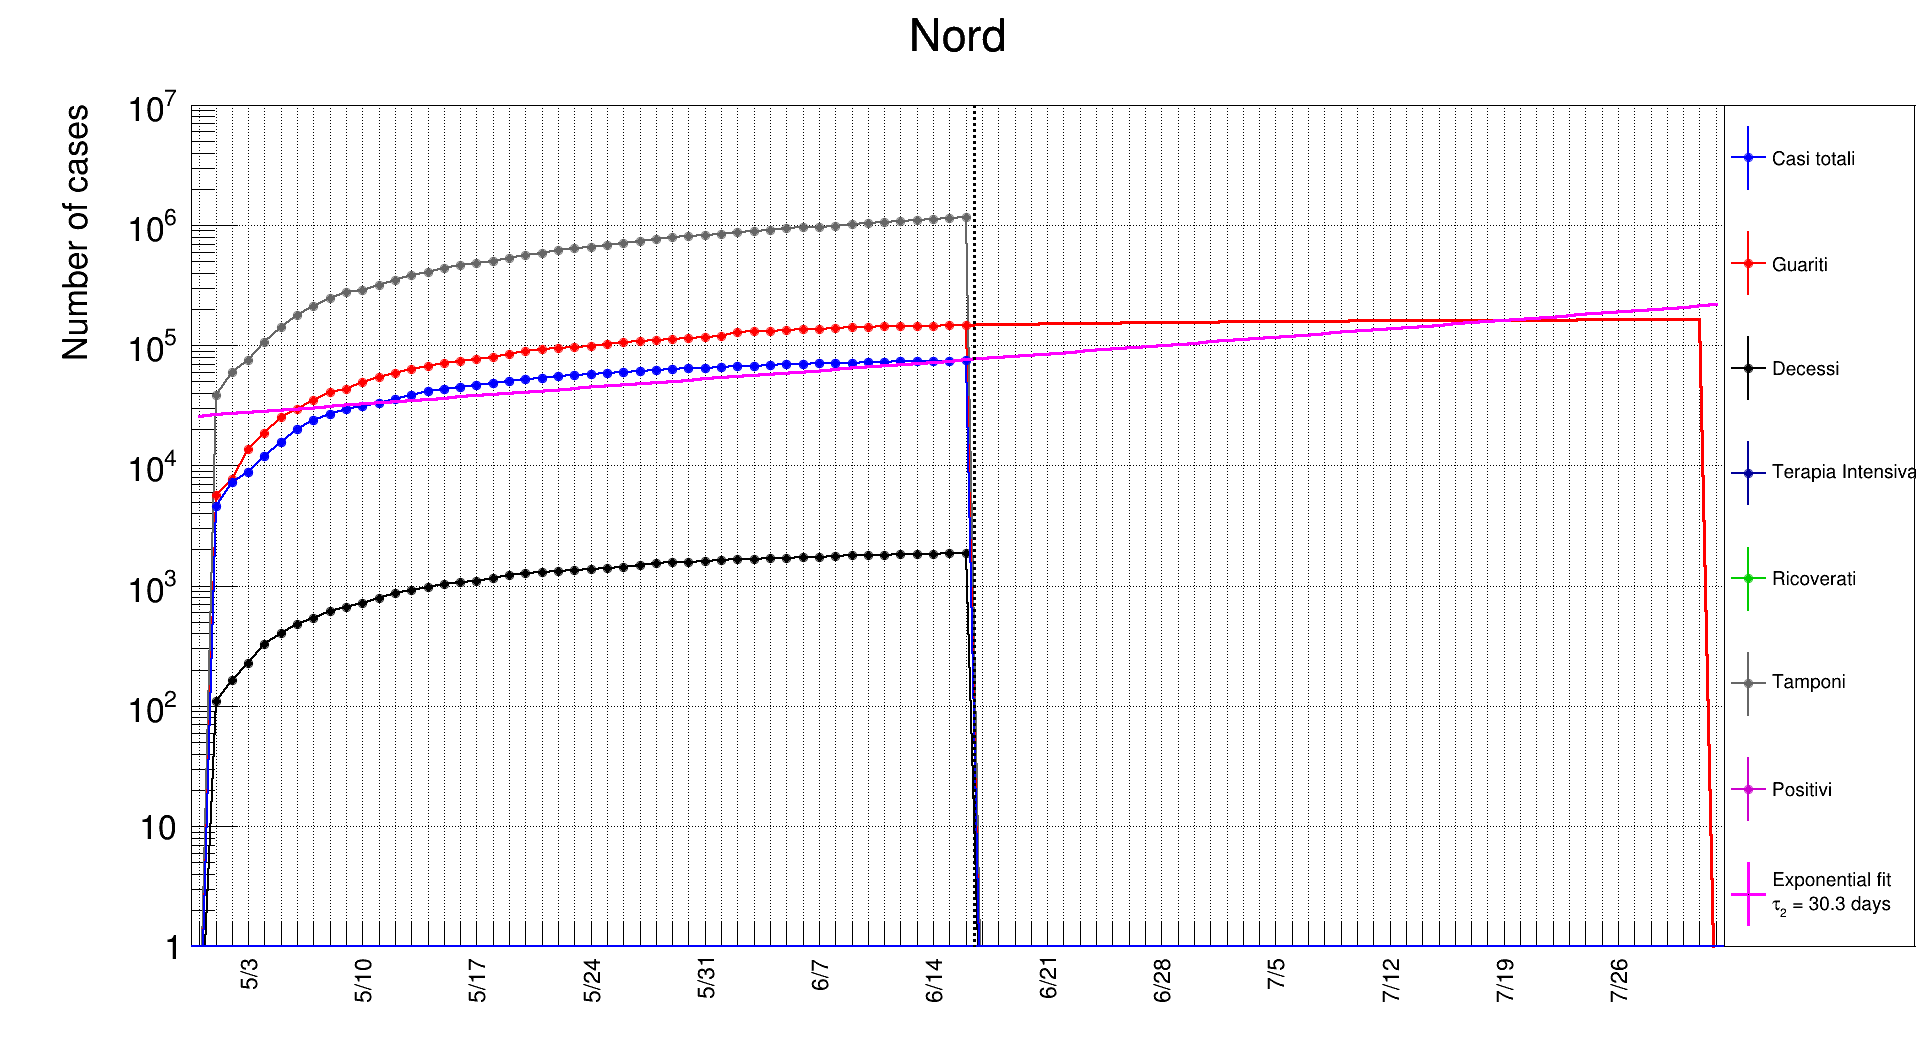 Nord
Number of cases
10^7
10^6
10^5
10^4
10^3
10^2
10
1
5/3
5/10
5/17
5/24
5/31
6/7
6/14
6/21
6/28
7/5
7/12
7/19
7/26
Casi totali
Guariti
Decessi
Terapia Intensiva
Ricoverati
Tamponi
Positivi
Exponential fit
τ_2 = 30.3 days